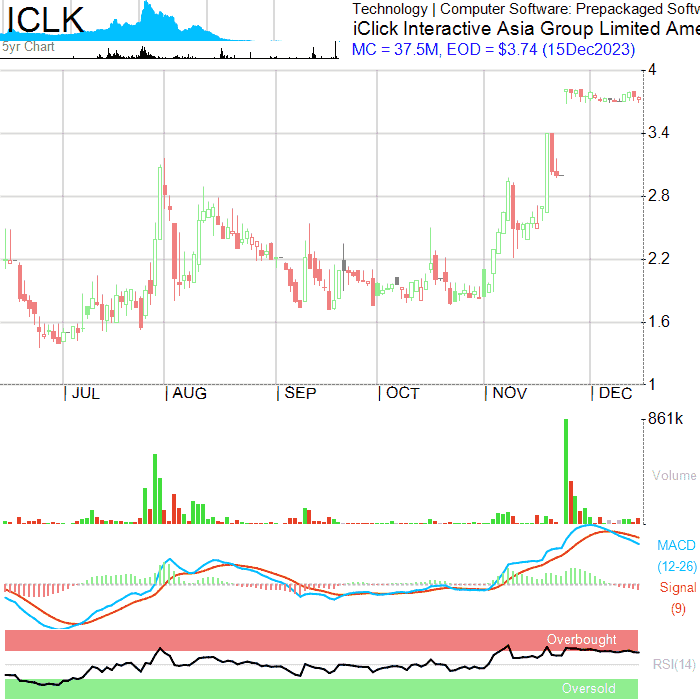 ICLK
5yr Chart
Technology | Computer Software: Prepackaged Softw
iClick Interactive Asia Group Limited Ame
MC = 37.5M, EOD = $3.74 (15Dec2023)
4
3.4
2.8
2.2
1.6
1
JUL AUG SEP OCT NOV DEC
861k
Volume
MACD
(12-26)
Signal
(9)
Overbought
RSI(14)
Oversold